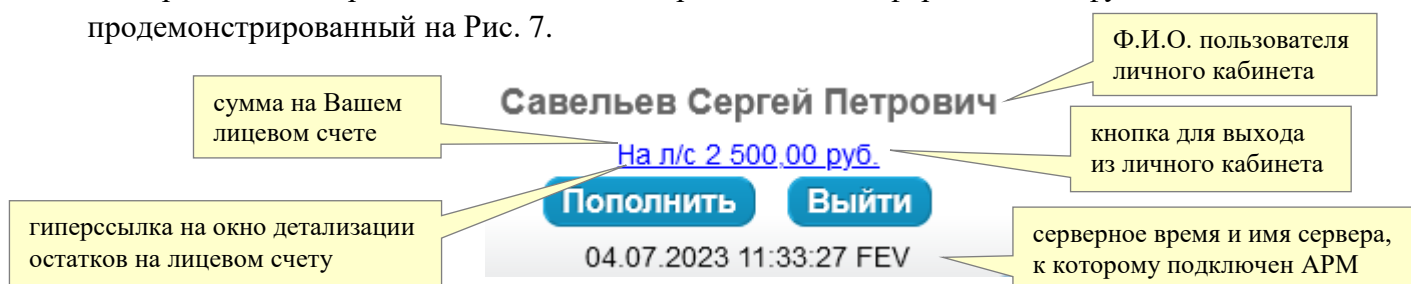 продемонстрированный на Рис. 7.
Ф.И.О. пользователя
личного кабинета
сумма на Вашем
лицевом счете
Савельев Сергей Петрович
кнопка для выхода
из личного кабинета
На л/с 2 500,00 руб.
Пополнить Выйти
гиперссылка на окно детализации
остатков на лицевом счету
04.07.2023 11:33:27 FEV
серверное время и имя сервера,
к которому подключен АРМ